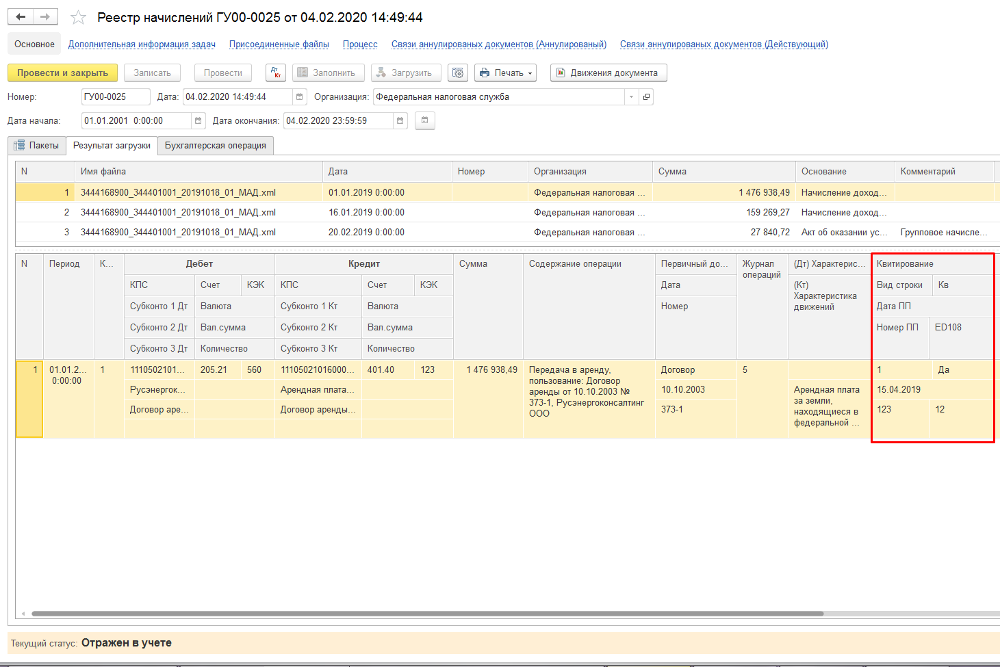 Реестр начислений ГУ00-0025 от 04.02.2020 14:49:44
Основное Дополнительная информация задач Присоединенные файлы Процесс Связи аннулированых документов (Аннулированый) Связи аннулированых документов (Действующий)
Провести и закрыть Записать Провести Дт Кт Заполнить Загрузить Печать Движения документа
Номер: ГУ00-0025 Дата: 04.02.2020 14:49:44 Организация: Федеральная налоговая служба
Дата начала: 01.01.2001 0:00:00 Дата окончания: 04.02.2020 23:59:59
Пакеты Результат загрузки Бухгалтерская операция
N Имя файла Дата Номер Организация Сумма Основание Комментарий
1 3444168900_344401001_20191018_01_МАД.xml 01.01.2019 0:00:00 Федеральная налоговая ... 1 476 938,49 Начисление доход...
2 3444168900_344401001_20191018_01_МАД.xml 16.01.2019 0:00:00 Федеральная налоговая ... 159 269,27 Начисление доход...
3 3444168900_344401001_20191018_01_МАД.xml 20.02.2019 0:00:00 Федеральная налоговая ... 27 840,72 Акт об оказании ус... Групповое начисле...
N Период К... Дебет Кредит Сумма Содержание операции Первичный до... Журнал операций (Дт) Характерис... Квитирование
КПС Счет КЭК КПС Счет КЭК Дата (Кт) Характеристика движений Вид строки Кв
Субконто 1 Дт Валюта Субконто 1 Кт Валюта Номер Дата ПП
Субконто 2 Дт Вал.сумма Субконто 2 Кт Вал.сумма Номер ПП ED108
Субконто 3 Дт Количество Субконто 3 Кт Количество
1 01.01.2... 0:00:00 1 1110502101... 205.21 560 11105021016000... 401.40 123 1 476 938,49 Передача в аренду, Договор 5 1 Да
Русэнергок... Арендная плата... пользование: Договор аренды от 10.10.2003 № 10.10.2003 Арендная плата за земли, 15.04.2019
Договор аре... Договор аренды... 373-1, Русэнергоконсалтинг ООО 373-1 находящиеся в федеральной ... 123 12
Текущий статус: Отражен в учете